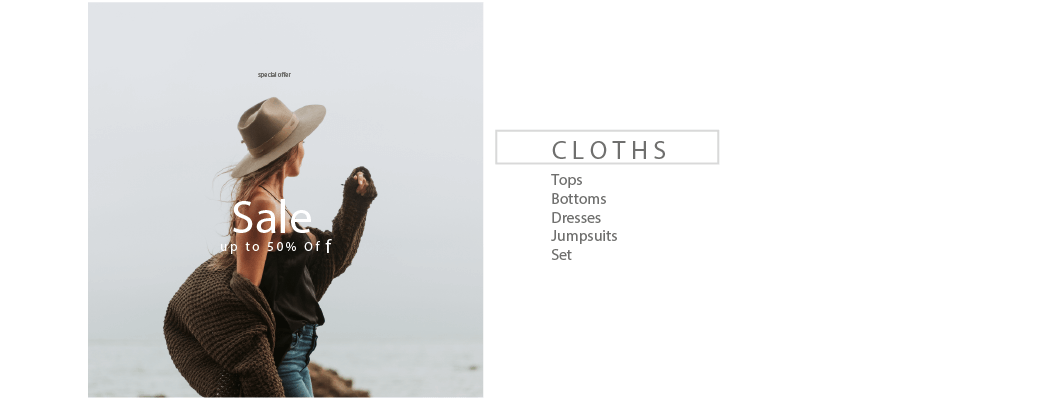 special offer
Sale
up to 50% Off
CLOTHS
Tops
Bottoms
Dresses
Jumpsuits
Set